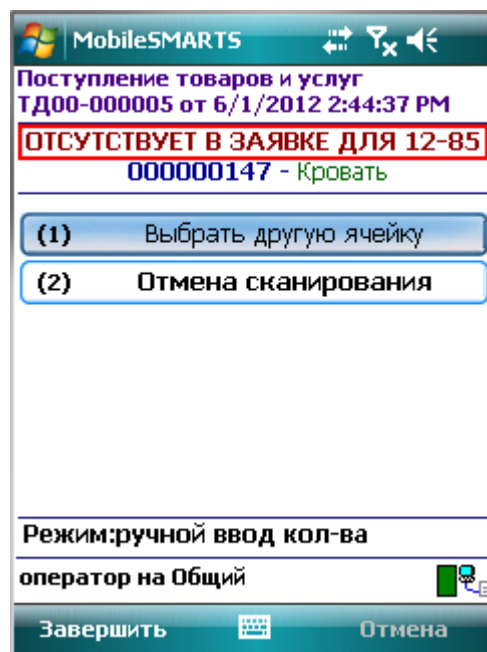 MobileSMARTS
Поступление товаров и услуг
ТД00-000005 от 6/1/2012 2:44:37 PM
ОТСУТСТВУЕТ В ЗАЯВКЕ ДЛЯ 12-85
000000147 - Кровать
(1) Выбрать другую ячейку
(2) Отмена сканирования
Режим:ручной ввод кол-ва
оператор на Общий
Завершить Отмена